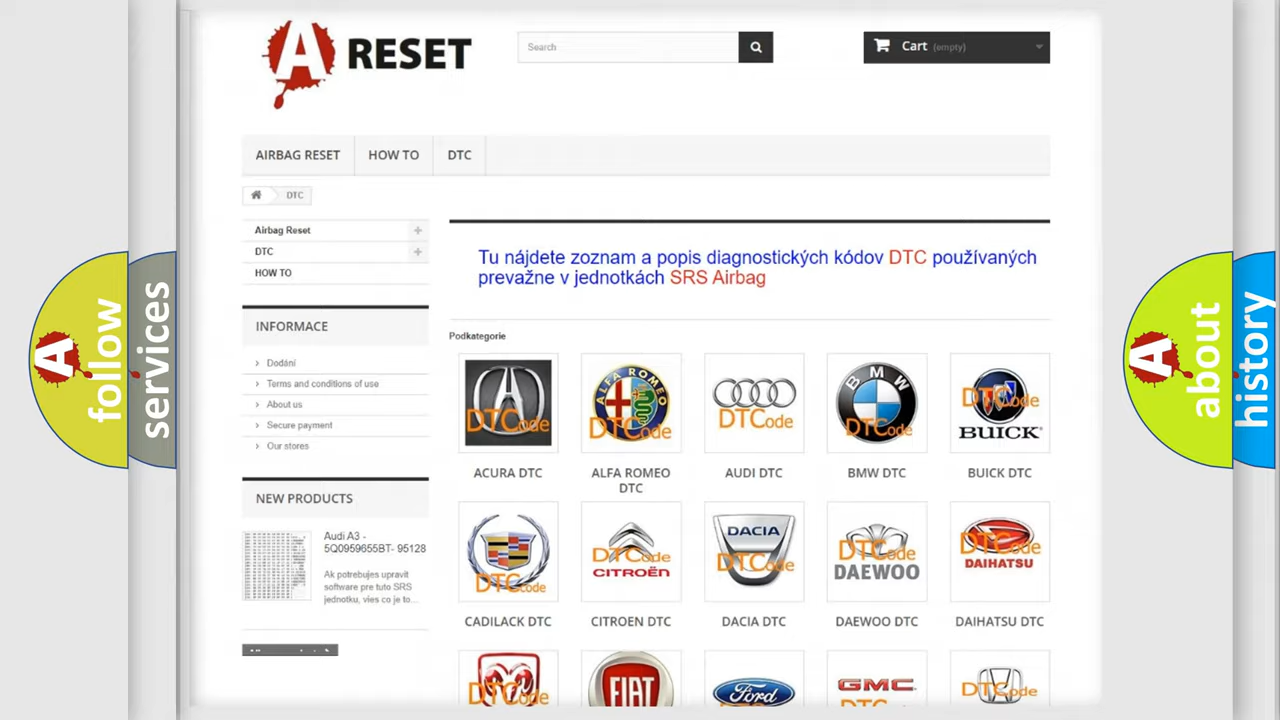 A RESET
Search
Cart (empty)
AIRBAG RESET
HOW TO
DTC
DTC
Airbag Reset
DTC
HOW TO
INFORMACE
Dodání
Terms and conditions of use
About us
Secure payment
Our stores
NEW PRODUCTS
Audi A3 -
5Q0959655BT- 95128
Ak potrebujes upravit
software pre tuto SRS
jednotku, vies co je to...
Tu nájdete zoznam a popis diagnostických kódov DTC používaných
prevažne v jednotkách SRS Airbag
Podkategorie
DTCode
ALFA ROMEO
DTCode
DTCode
BMW
DTCode
DTCode
BUICK
ACURA DTC
ALFA ROMEO
DTC
AUDI DTC
BMW DTC
BUICK DTC
DTCode
DTCode
CITROËN
DACIA
DTCode
DTCode
DAEWOO
DTCode
DAIHATSU
CADILACK DTC
CITROEN DTC
DACIA DTC
DAEWOO DTC
DAIHATSU DTC
DTCode
FIAT
Ford
GMC
DTCode
A
follow
services
A
about
history